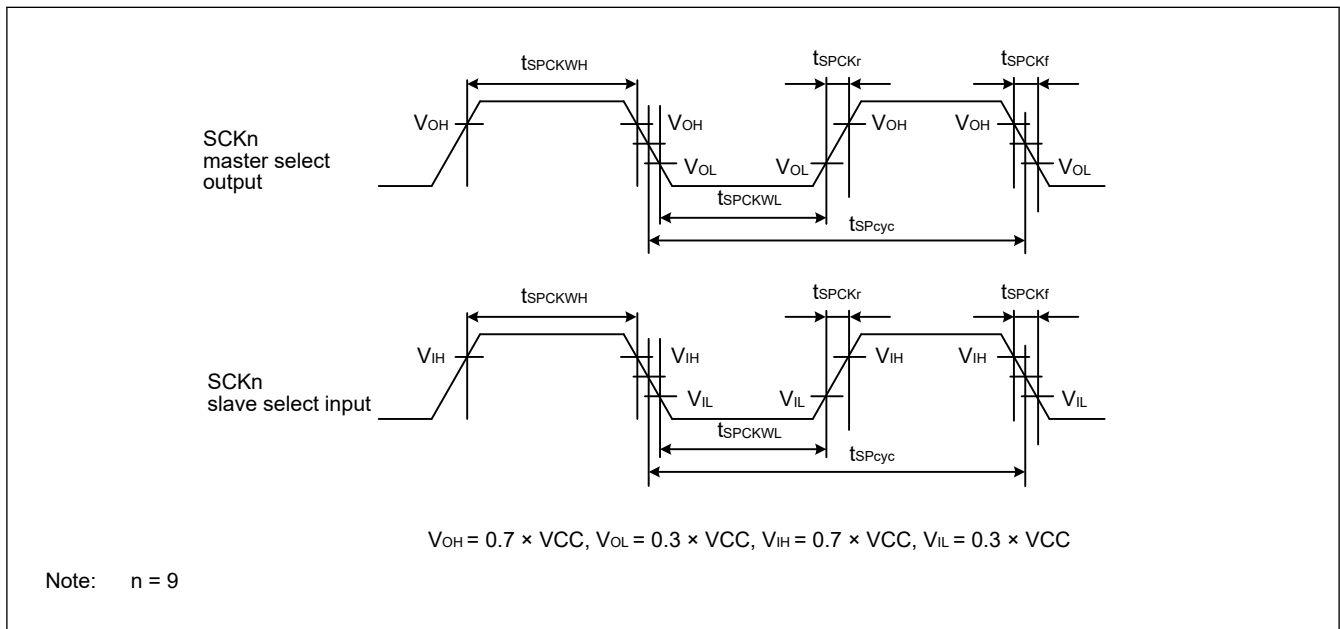 tSPCKWH tSPCKr tSPCKf
VOH VOH VOH VOH
SCKn
master select
output
VOL VOL VOL
tSPCKWL
tSPcyc
tSPCKWH tSPCKr tSPCKf
VIH VIH VIH VIH
SCKn
slave select input
VIL VIL VIL
tSPCKWL
tSPcyc
VOH = 0.7 × VCC, VOL = 0.3 × VCC, VIH = 0.7 × VCC, VIL = 0.3 × VCC
Note: n = 9